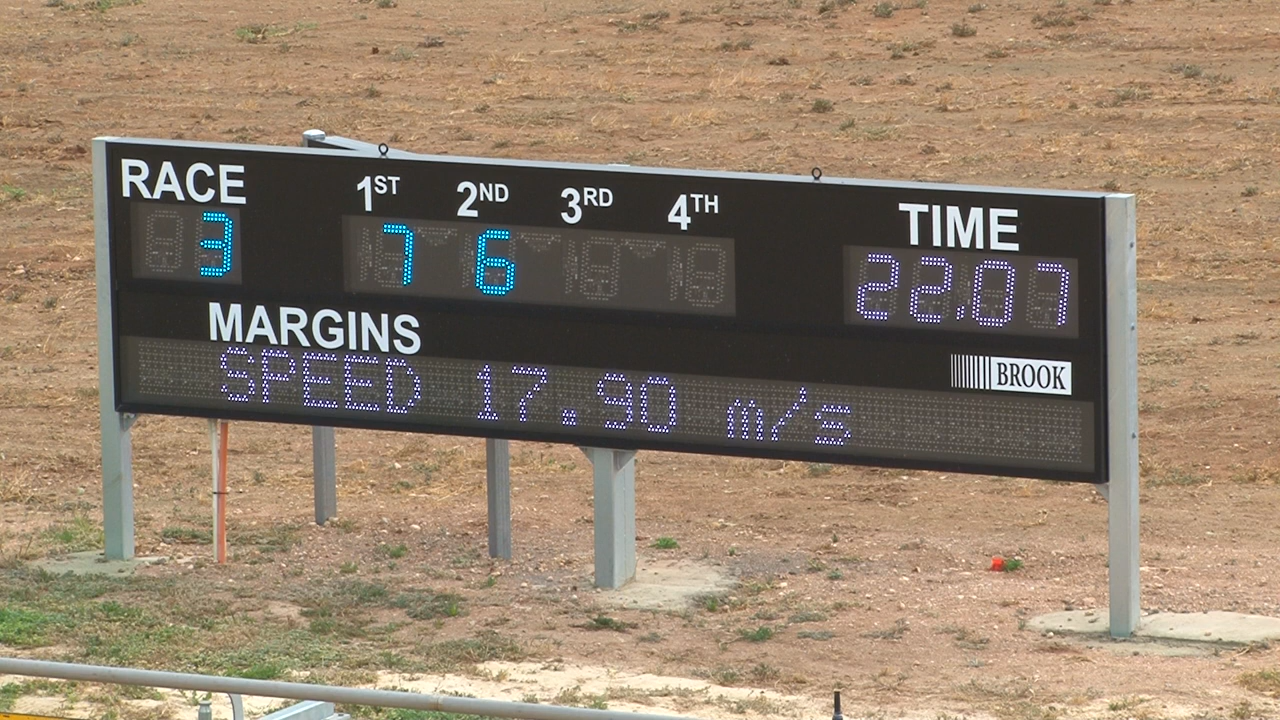 RACE 1ST 2ND 3RD 4TH TIME
3 7 6 22.07
MARGINS
BROOK
SPEED 17.90 m/s